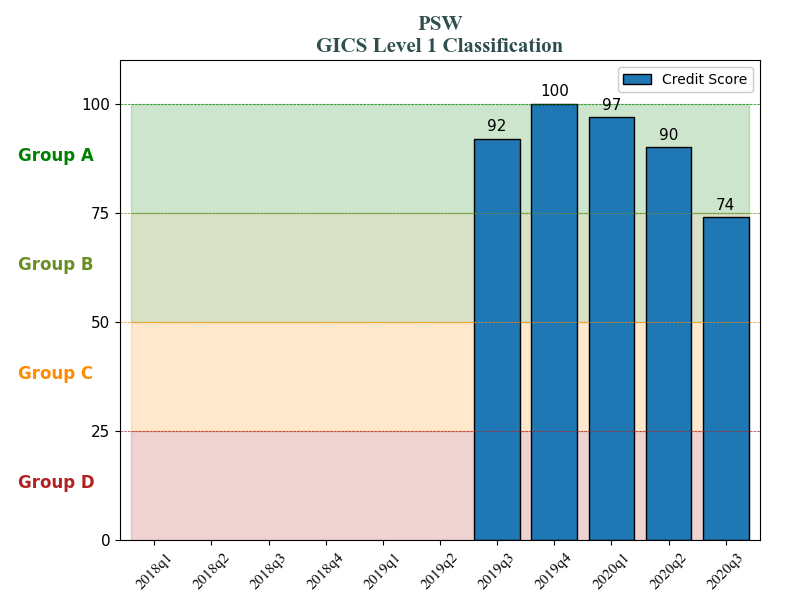 PSW
GICS Level 1 Classification
Credit Score
100
75
50
25
0
Group A
Group B
Group C
Group D
92
100
97
90
74
2018q1
2018q2
2018q3
2018q4
2019q1
2019q2
2019q3
2019q4
2020q1
2020q2
2020q3